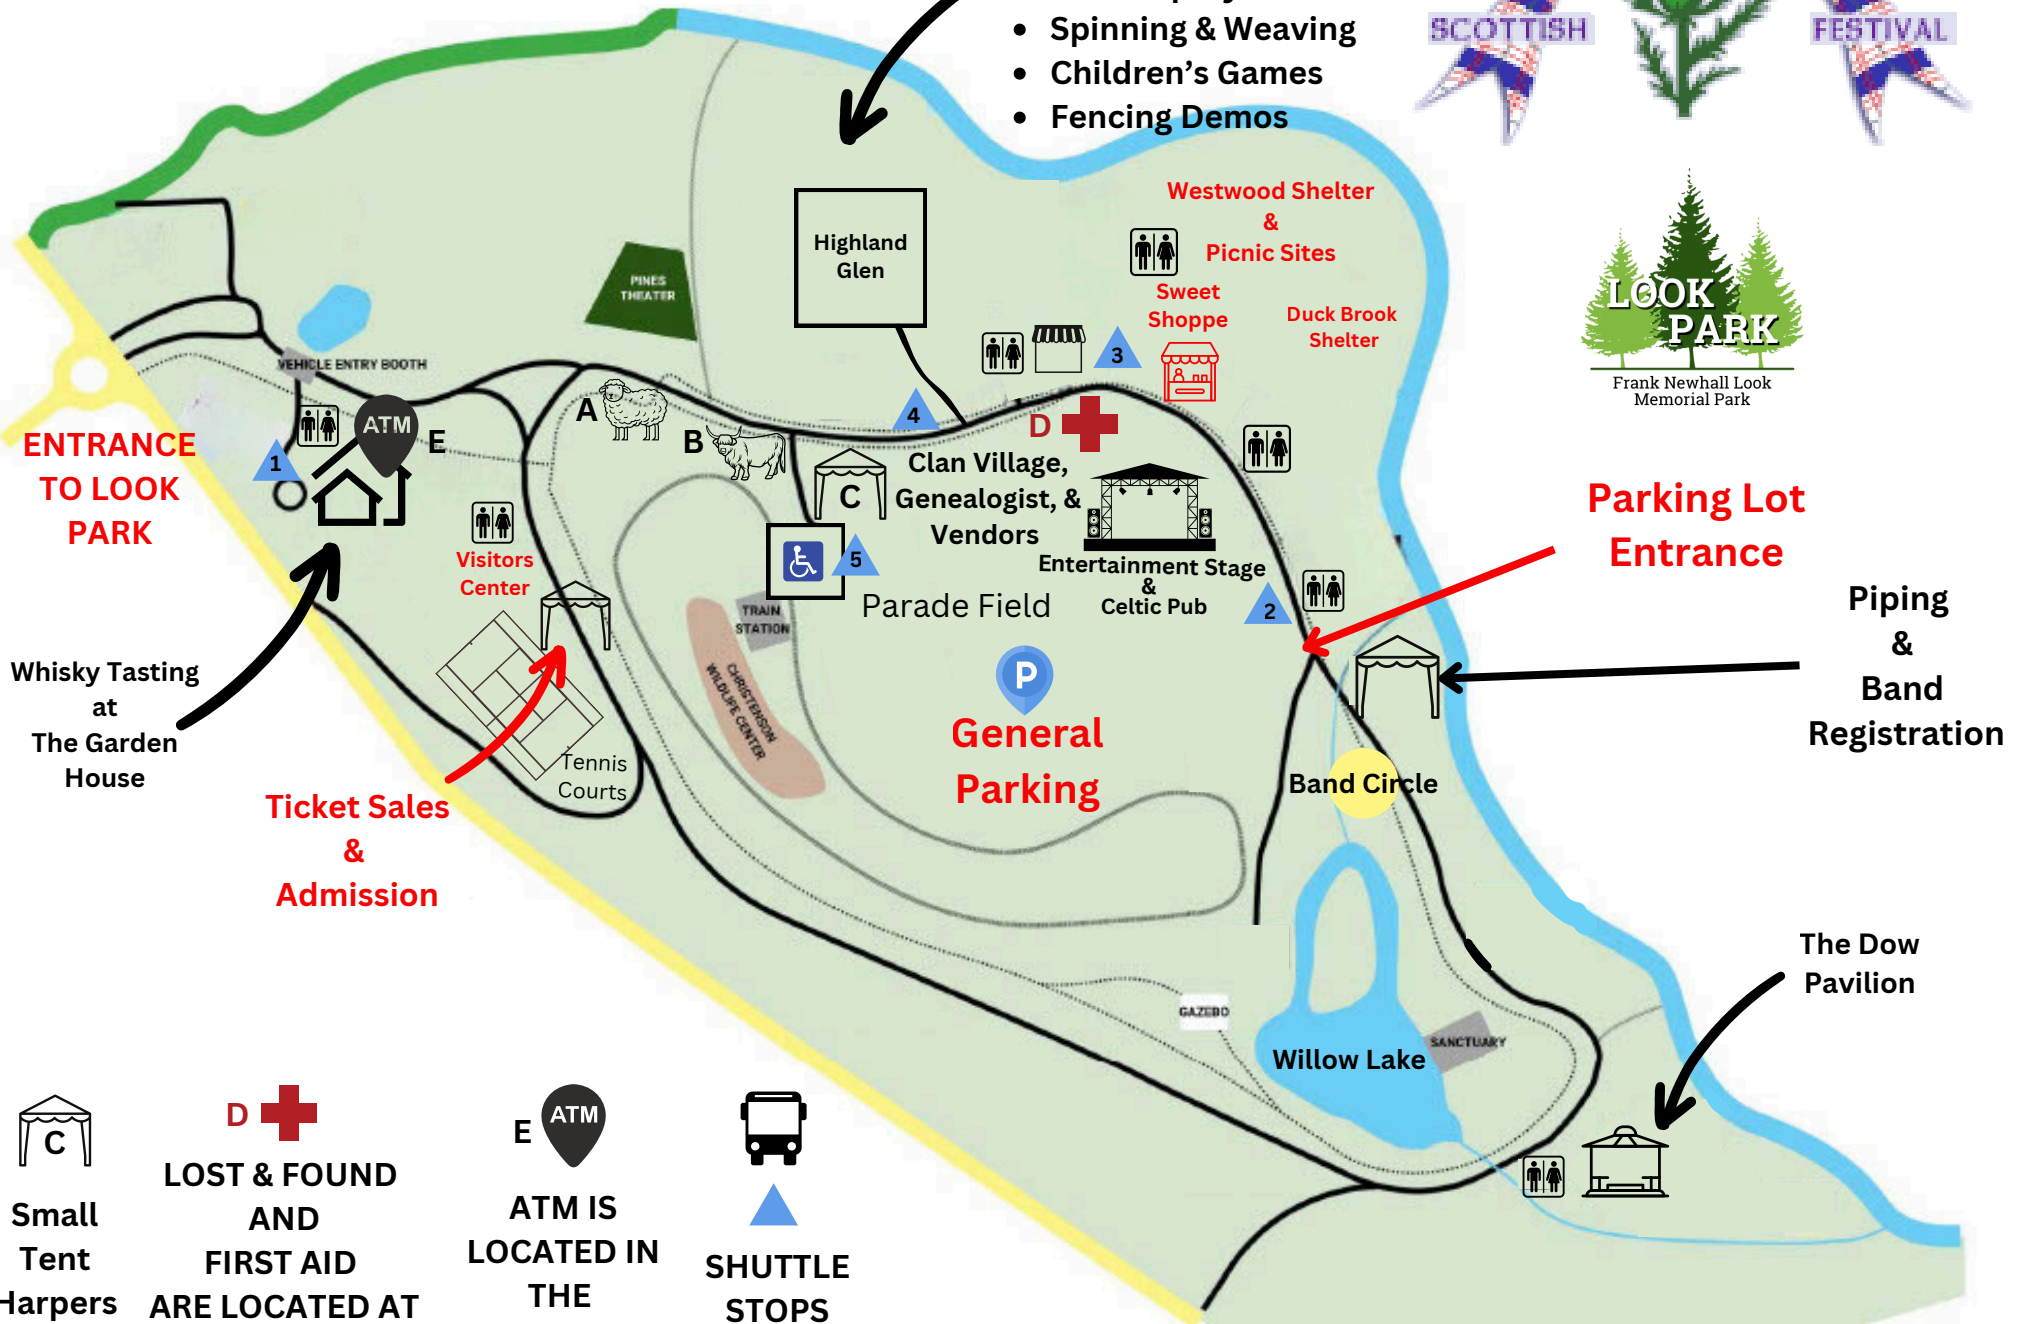 • Spinning & Weaving
• Children's Games
• Fencing Demos
SCOTTISH
FESTIVAL
LOOK
PARK
Frank Newhall Look
Memorial Park
Highland
Glen
PINES
THEATER
Westwood Shelter
&
Picnic Sites
Sweet
Shoppe
Duck Brook
Shelter
3
4
VEHICLE ENTRY BOOTH
ATM
E
A
B
D
1
ENTRANCE
TO LOOK
PARK
C
Clan Village,
Genealogist, &
Vendors
Visitors
Center
5
Entertainment Stage
&
Celtic Pub
2
Parade Field
TRAIN
STATION
Parking Lot
Entrance
Piping
&
Band
Registration
Whisky Tasting
at
The Garden
House
P
General
Parking
CHRISTENSON
WILDLIFE CENTER
Tennis
Courts
Band Circle
Ticket Sales
&
Admission
The Dow
Pavilion
GAZEBO
SANCTUARY
Willow Lake
C
Small
Tent
Harpers
D
LOST & FOUND
AND
FIRST AID
ARE LOCATED AT
E
ATM
ATM IS
LOCATED IN
THE
SHUTTLE
STOPS